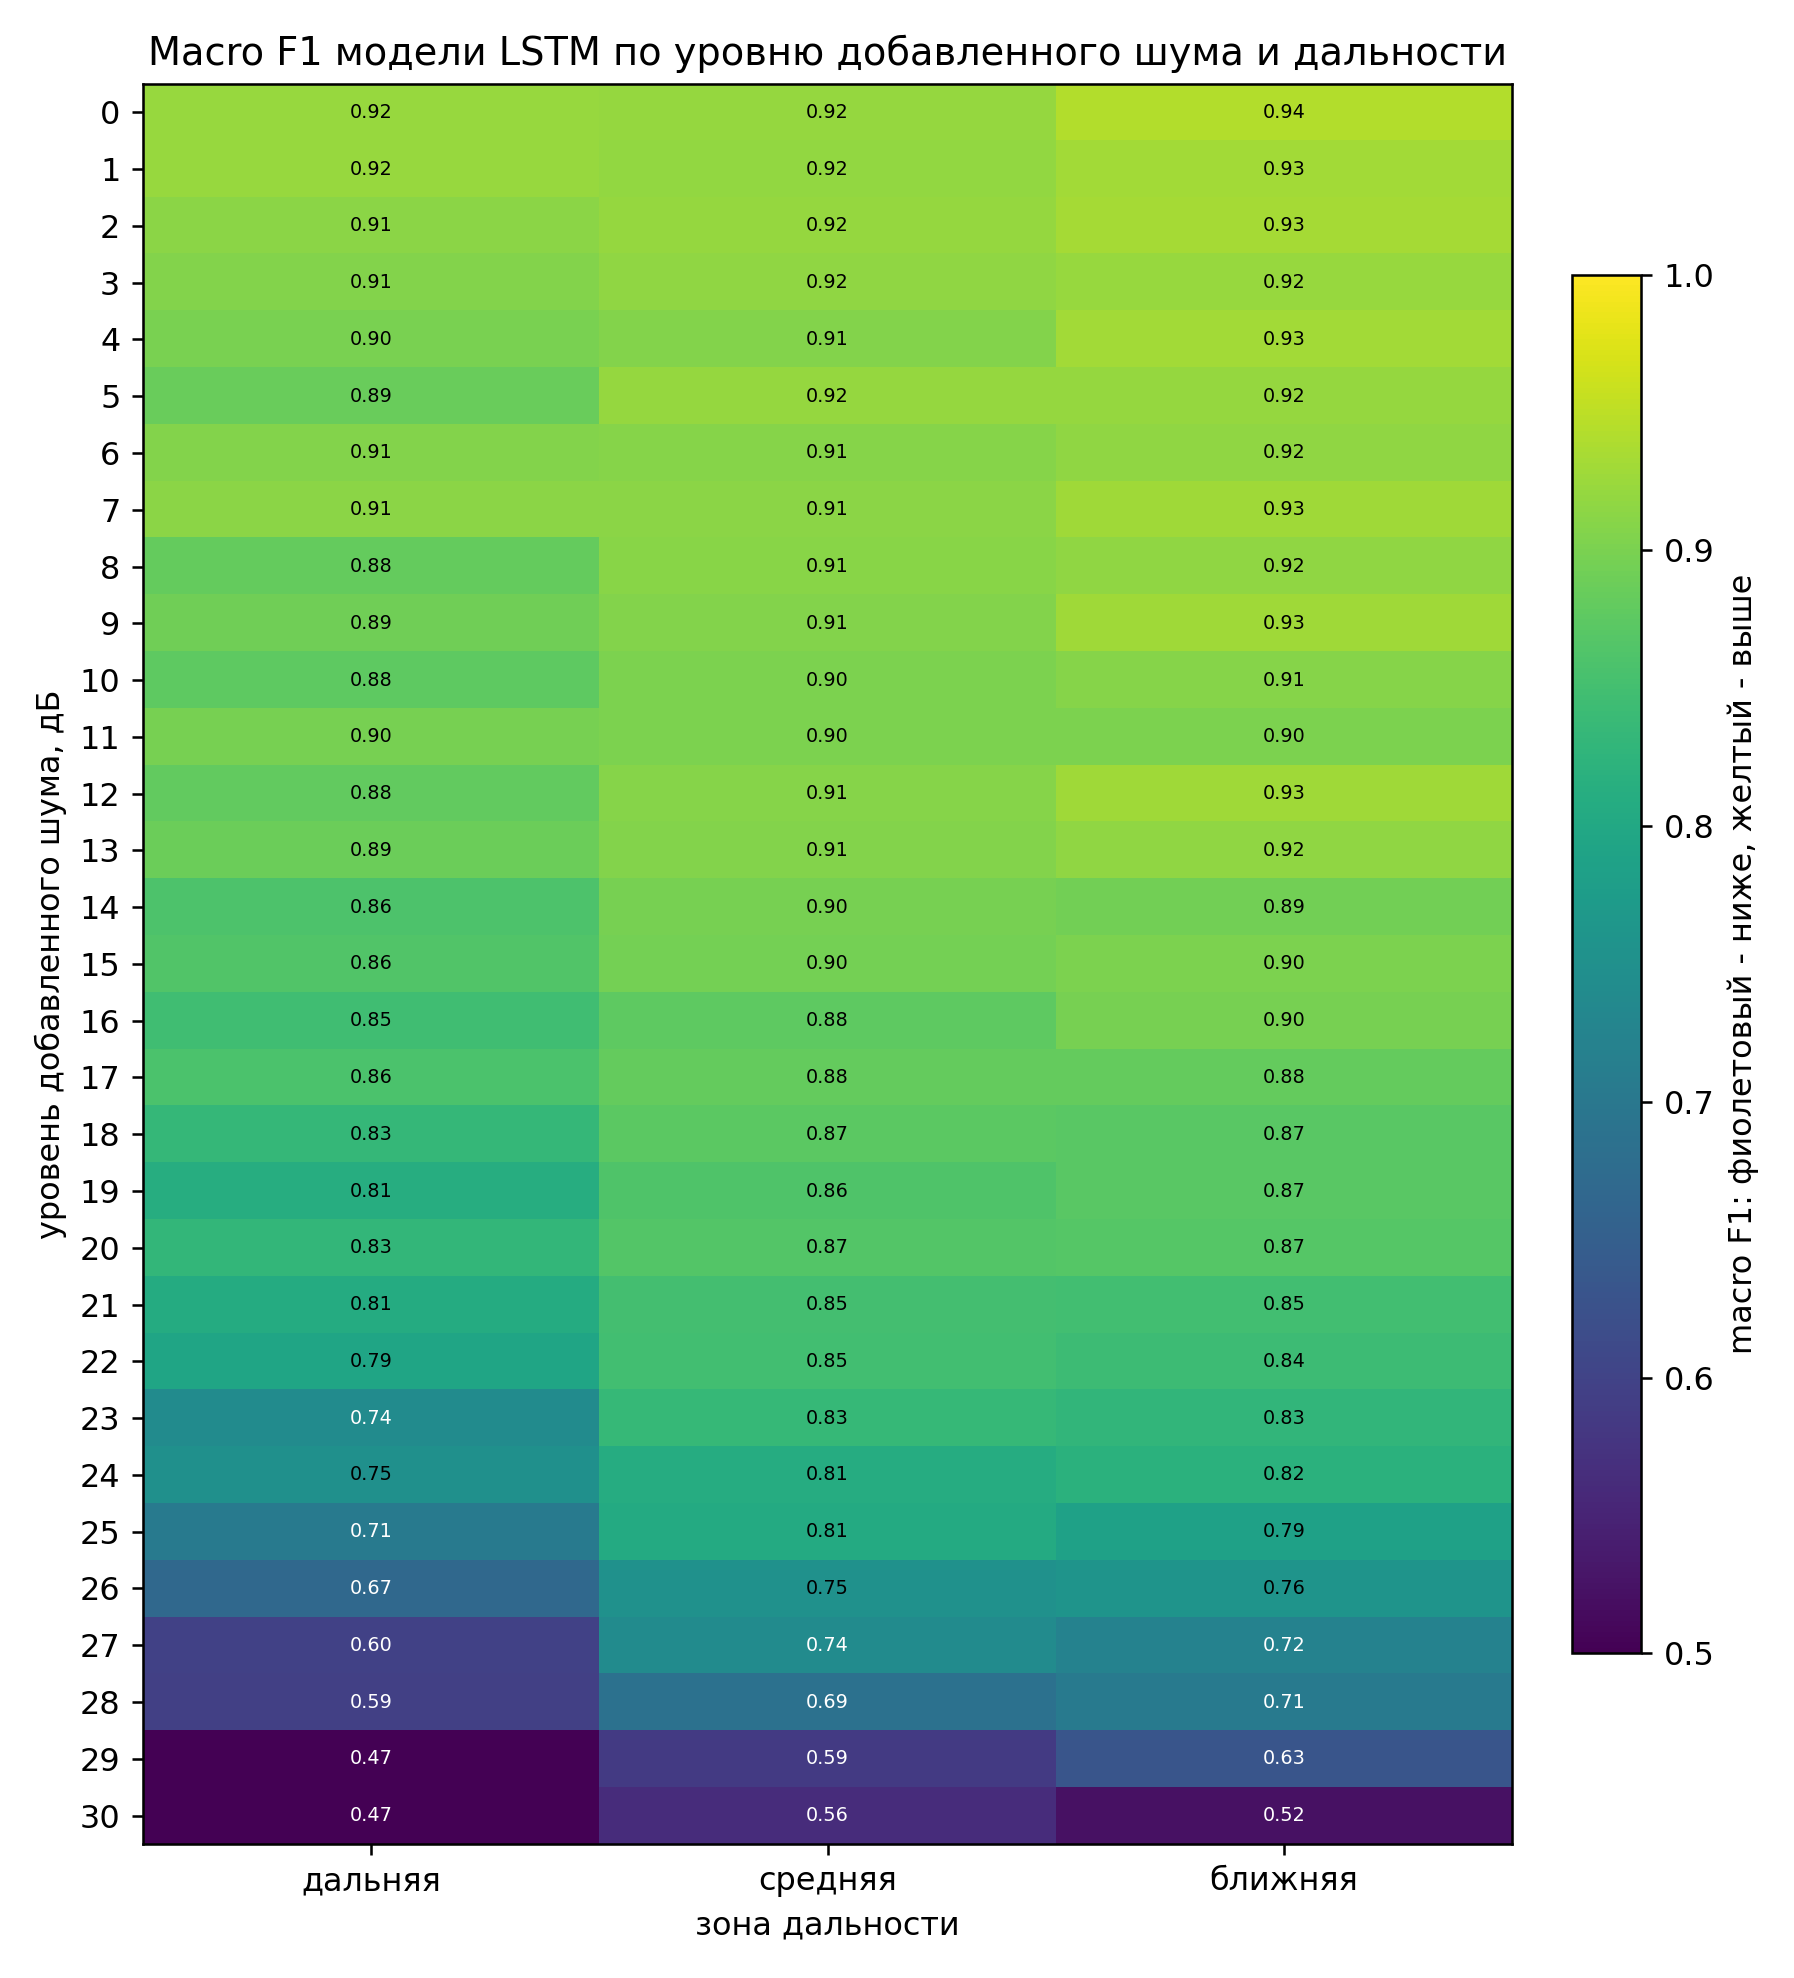 Macro F1 модели LSTM по уровню добавленного шума и дальности
уровень добавленного шума, дБ
0 0.92 0.92 0.94
1 0.92 0.92 0.93
2 0.91 0.92 0.93
3 0.91 0.92 0.92
4 0.90 0.91 0.93
5 0.89 0.92 0.92
6 0.91 0.91 0.92
7 0.91 0.91 0.93
8 0.88 0.91 0.92
9 0.89 0.91 0.93
10 0.88 0.90 0.91
11 0.90 0.90 0.90
12 0.88 0.91 0.93
13 0.89 0.91 0.92
14 0.86 0.90 0.89
15 0.86 0.90 0.90
16 0.85 0.88 0.90
17 0.86 0.88 0.88
18 0.83 0.87 0.87
19 0.81 0.86 0.87
20 0.83 0.87 0.87
21 0.81 0.85 0.85
22 0.79 0.85 0.84
23 0.74 0.83 0.83
24 0.75 0.81 0.82
25 0.71 0.81 0.79
26 0.67 0.75 0.76
27 0.60 0.74 0.72
28 0.59 0.69 0.71
29 0.47 0.59 0.63
30 0.47 0.56 0.52
дальняя средняя ближняя
зона дальности
1.0
0.9
0.8
0.7
0.6
0.5
macro F1: фиолетовый - ниже, желтый - выше